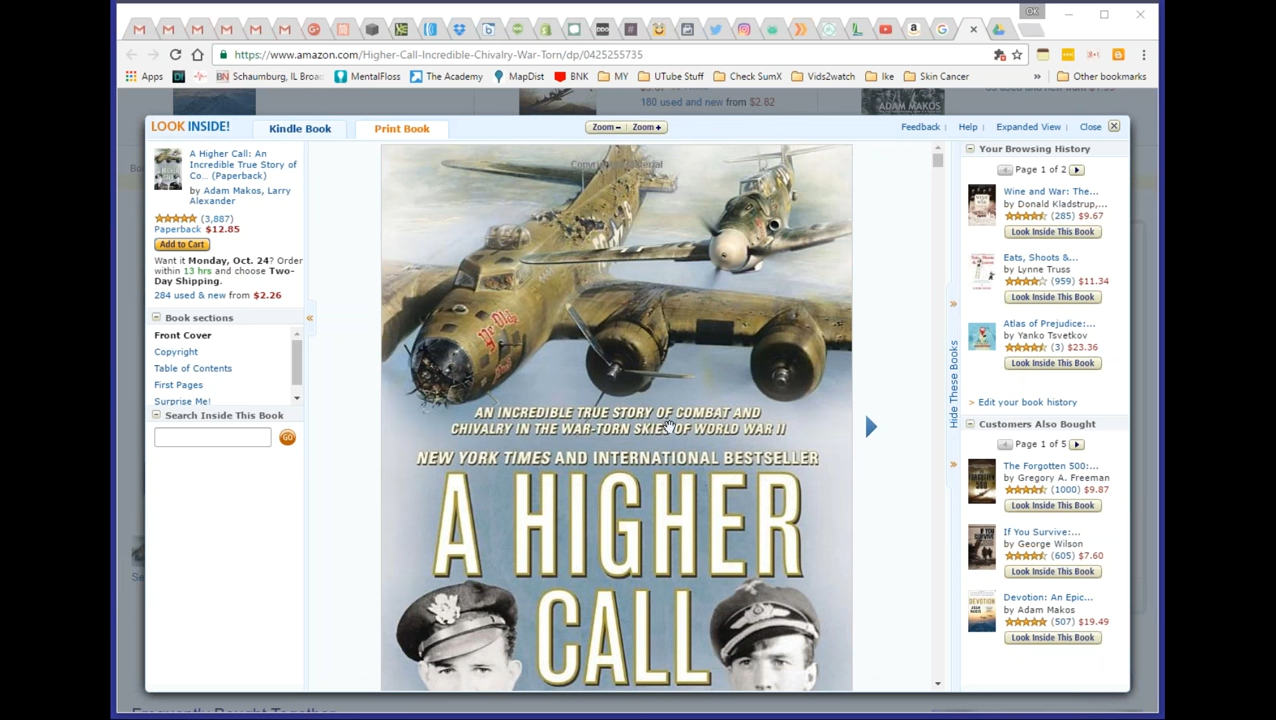 OK
https://www.amazon.com/Higher-Call-Incredible-Chivalry-War-Torn/dp/0425255735
Apps
DI
BN Schaumburg, IL Broa
MentalFloss
The Academy
MapDist
BNK
MY
UTube Stuff
Check SumX
Vids2watch
Ike
Skin Cancer
»
Other bookmarks
180 used and new from $2.82
ADAM MAKOS
LOOK INSIDE!
Kindle Book
Print Book
Zoom −
Zoom +
Feedback
Help
Expanded View
Close
A Higher Call: An
Incredible True Story of
Co... (Paperback)
by Adam Makos, Larry
Alexander
(3,887)
Paperback $12.85
Add to Cart
Want it Monday, Oct. 24? Order
within 13 hrs and choose Two-
Day Shipping.
284 used & new from $2.26
Book sections
Front Cover
Copyright
Table of Contents
First Pages
Surprise Me!
Search Inside This Book
GO
Ye Olde
AN INCREDIBLE TRUE STORY OF COMBAT AND
CHIVALRY IN THE WAR-TORN SKIES OF WORLD WAR II
NEW YORK TIMES AND INTERNATIONAL BESTSELLER
A HIGHER
CALL
Hide These Books
Your Browsing History
Page 1 of 2
Wine and War: The...
by Donald Kladstrup,...
(285) $9.67
Look Inside This Book
Eats, Shoots &...
by Lynne Truss
(959) $11.34
Look Inside This Book
Atlas of Prejudice:...
by Yanko Tsvetkov
(3) $23.36
Look Inside This Book
> Edit your book history
Customers Also Bought
Page 1 of 5
The Forgotten 500:...
by Gregory A. Freeman
(1000) $9.87
Look Inside This Book
If You Survive:...
by George Wilson
(605) $7.60
Look Inside This Book
Devotion: An Epic...
by Adam Makos
(507) $19.49
Look Inside This Book